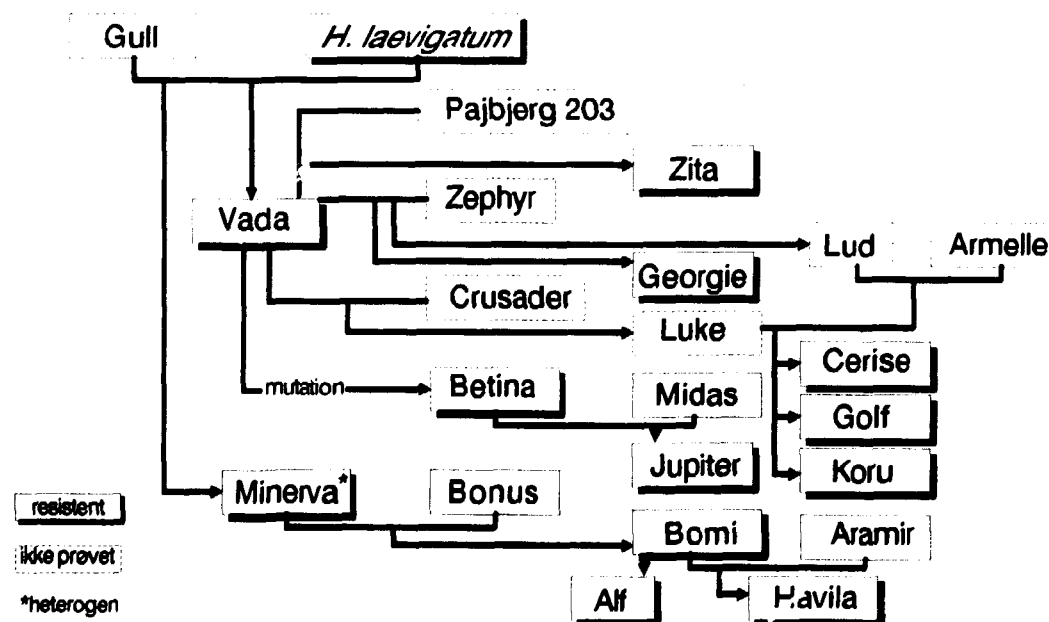 Gull
H. laevigatum
Pajbjerg 203
Zita
Zephyr
Vada
Lud
Armelle
Georgie
Crusader
Luke
Cerise
mutation
Betina
Midas
Golf
Jupiter
Koru
Minerva*
Bonus
resistent
Bomi
Aramir
ikke prøvet
Alf
Havila
*heterogen